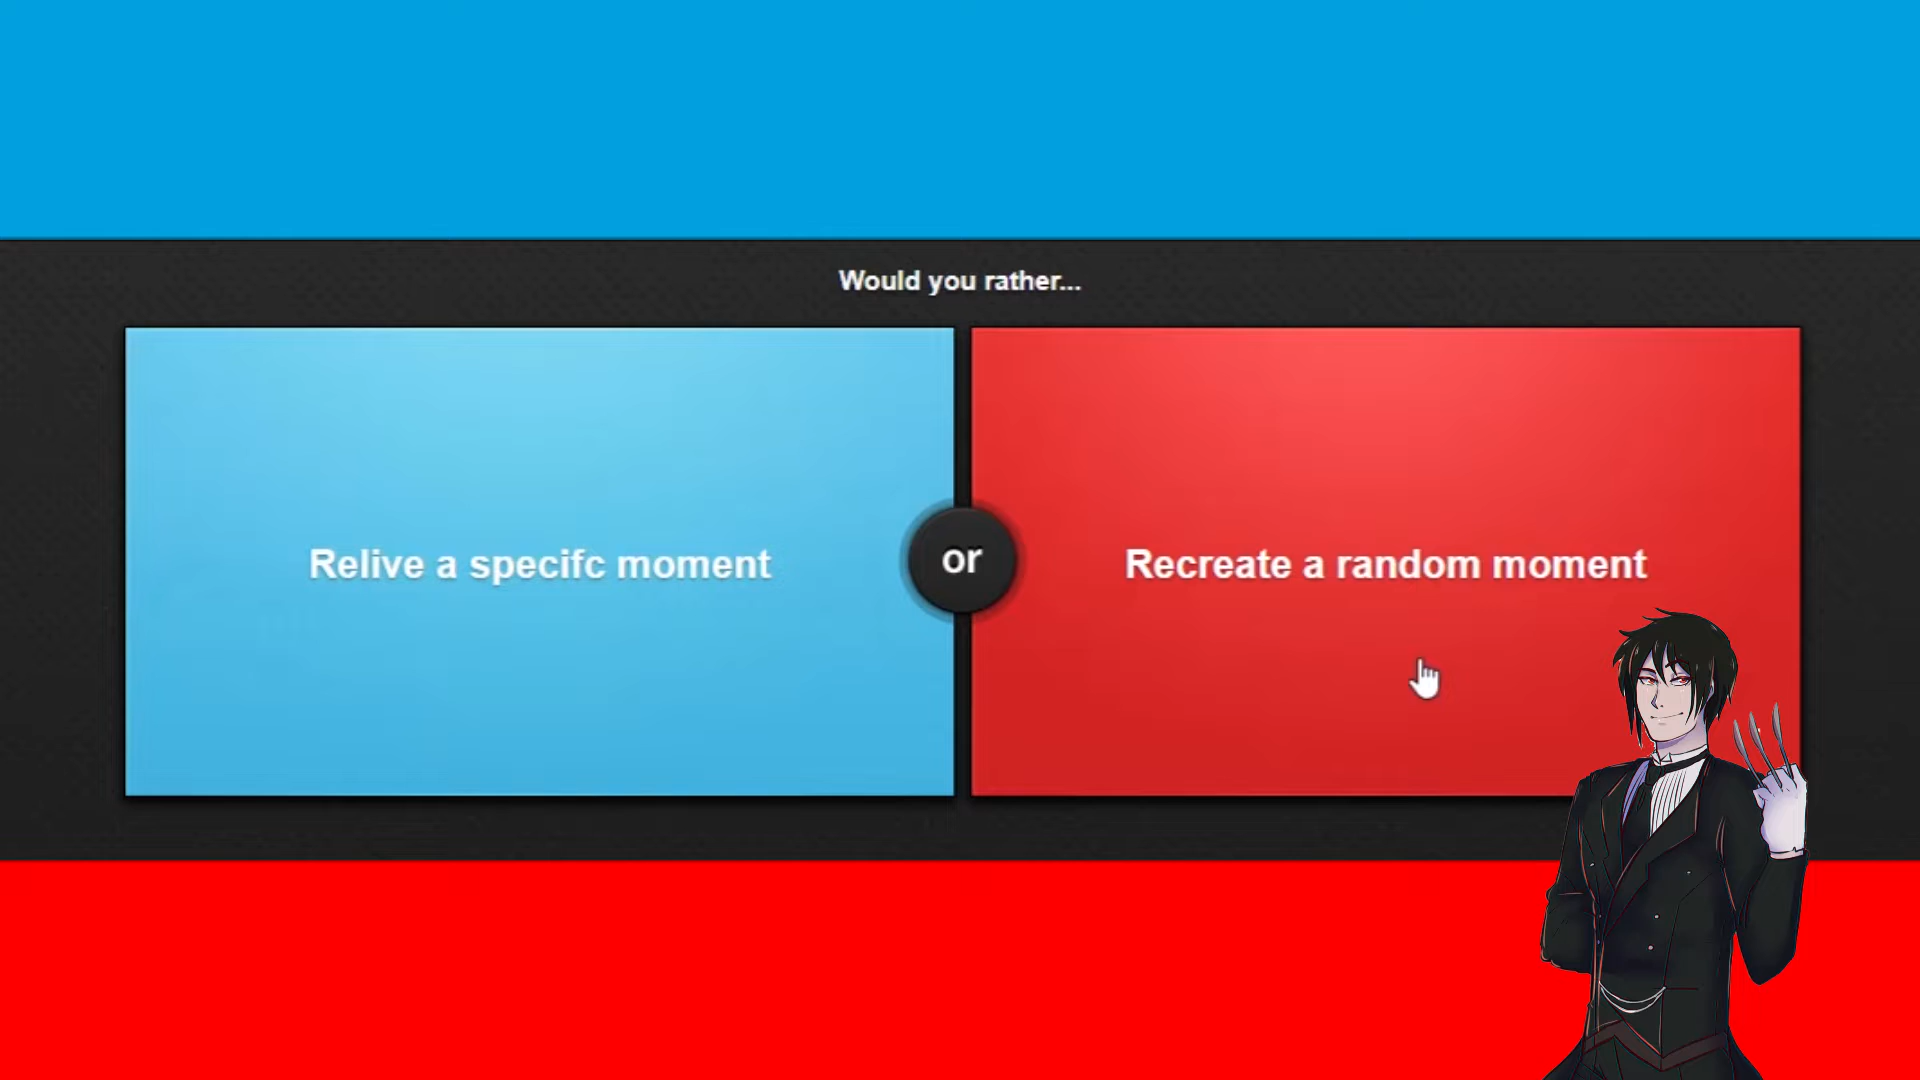 Would you rather...
Relive a specifc moment
or
Recreate a random moment